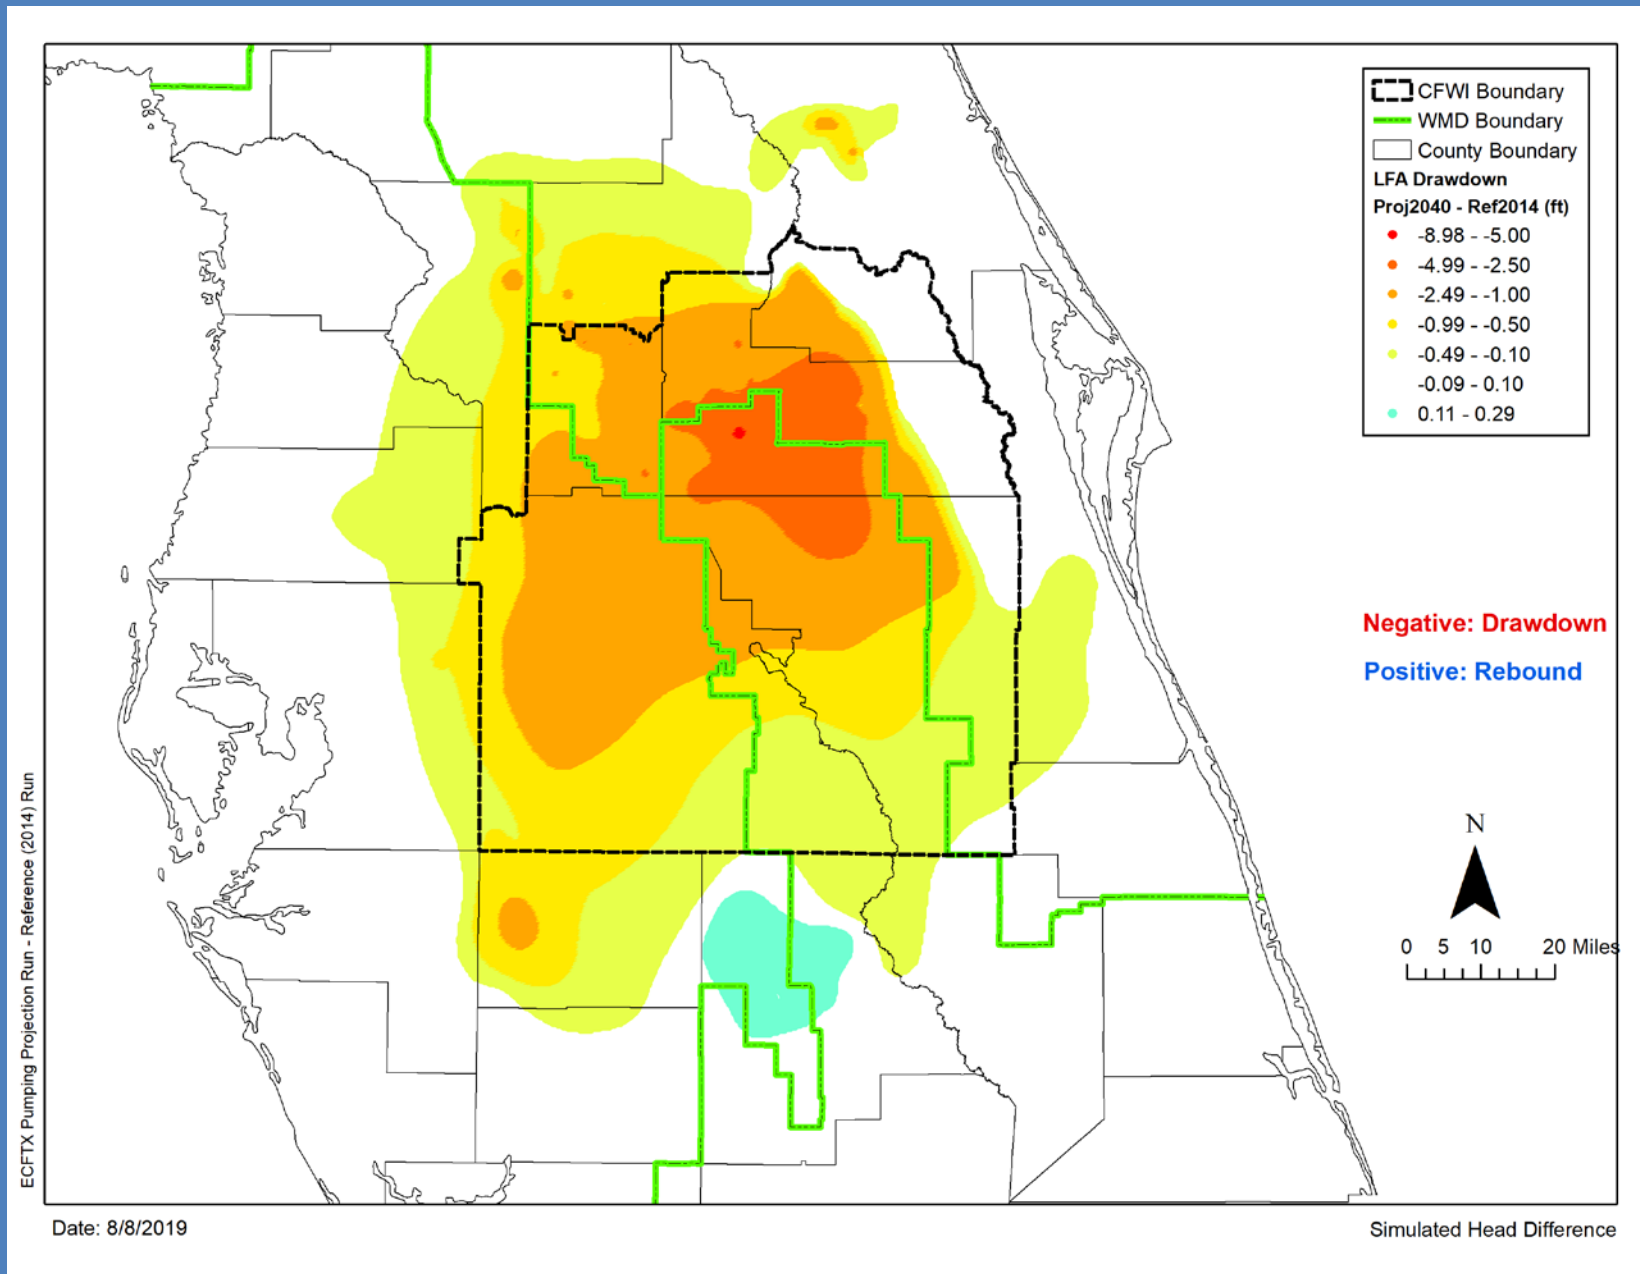 CFWI Boundary
WMD Boundary
County Boundary
LFA Drawdown
Proj2040 - Ref2014 (ft)
-8.98 - -5.00
-4.99 - -2.50
-2.49 - -1.00
-0.99 - -0.50
-0.49 - -0.10
-0.09 - 0.10
0.11 - 0.29
Negative: Drawdown
Positive: Rebound
N
0 5 10 20 Miles
ECFTX Pumping Projection Run - Reference (2014) Run
Date: 8/8/2019
Simulated Head Difference